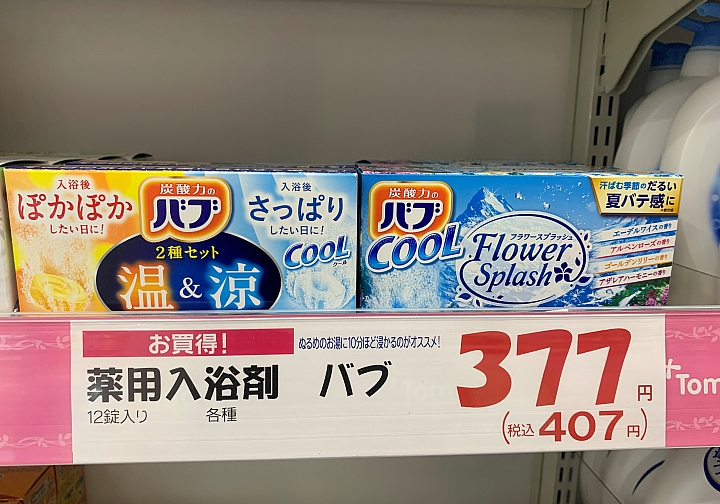 入浴後
ぽかぽか
したい日に!
炭酸力の
バブ
2種セット
温&涼
入浴後
さっぱり
したい日に!
COOL
クール
炭酸力の
バブ
COOL
フラワースプラッシュ
Flower
Splash
汗ばむ季節のだるい
夏バテ感に
エーデルワイスの香り
アルペンローズの香り
ゴールデンリリーの香り
アザレアハーモニーの香り
お買得!
ぬるめのお湯に10分ほど浸かるのがオススメ!
薬用入浴剤 バブ
12錠入り 各種
377円
(税込407円)
Tom